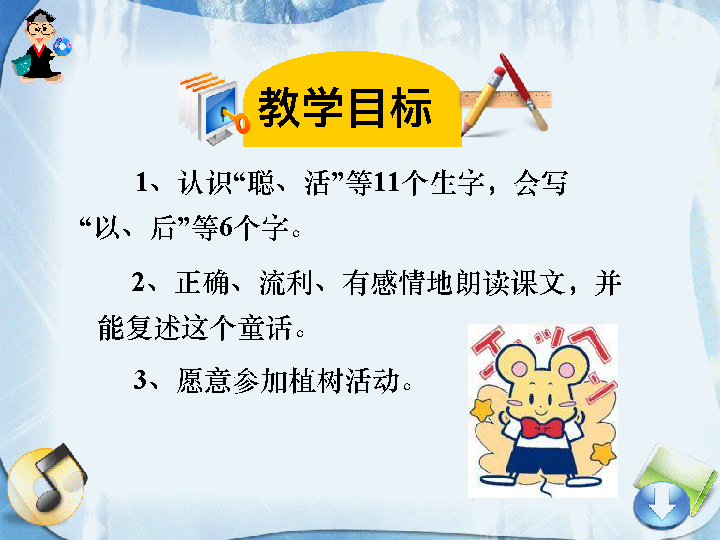 教学目标
1、认识“聪、活”等11个生字，会写
“以、后”等6个字。
2、正确、流利、有感情地朗读课文，并
能复述这个童话。
3、愿意参加植树活动。